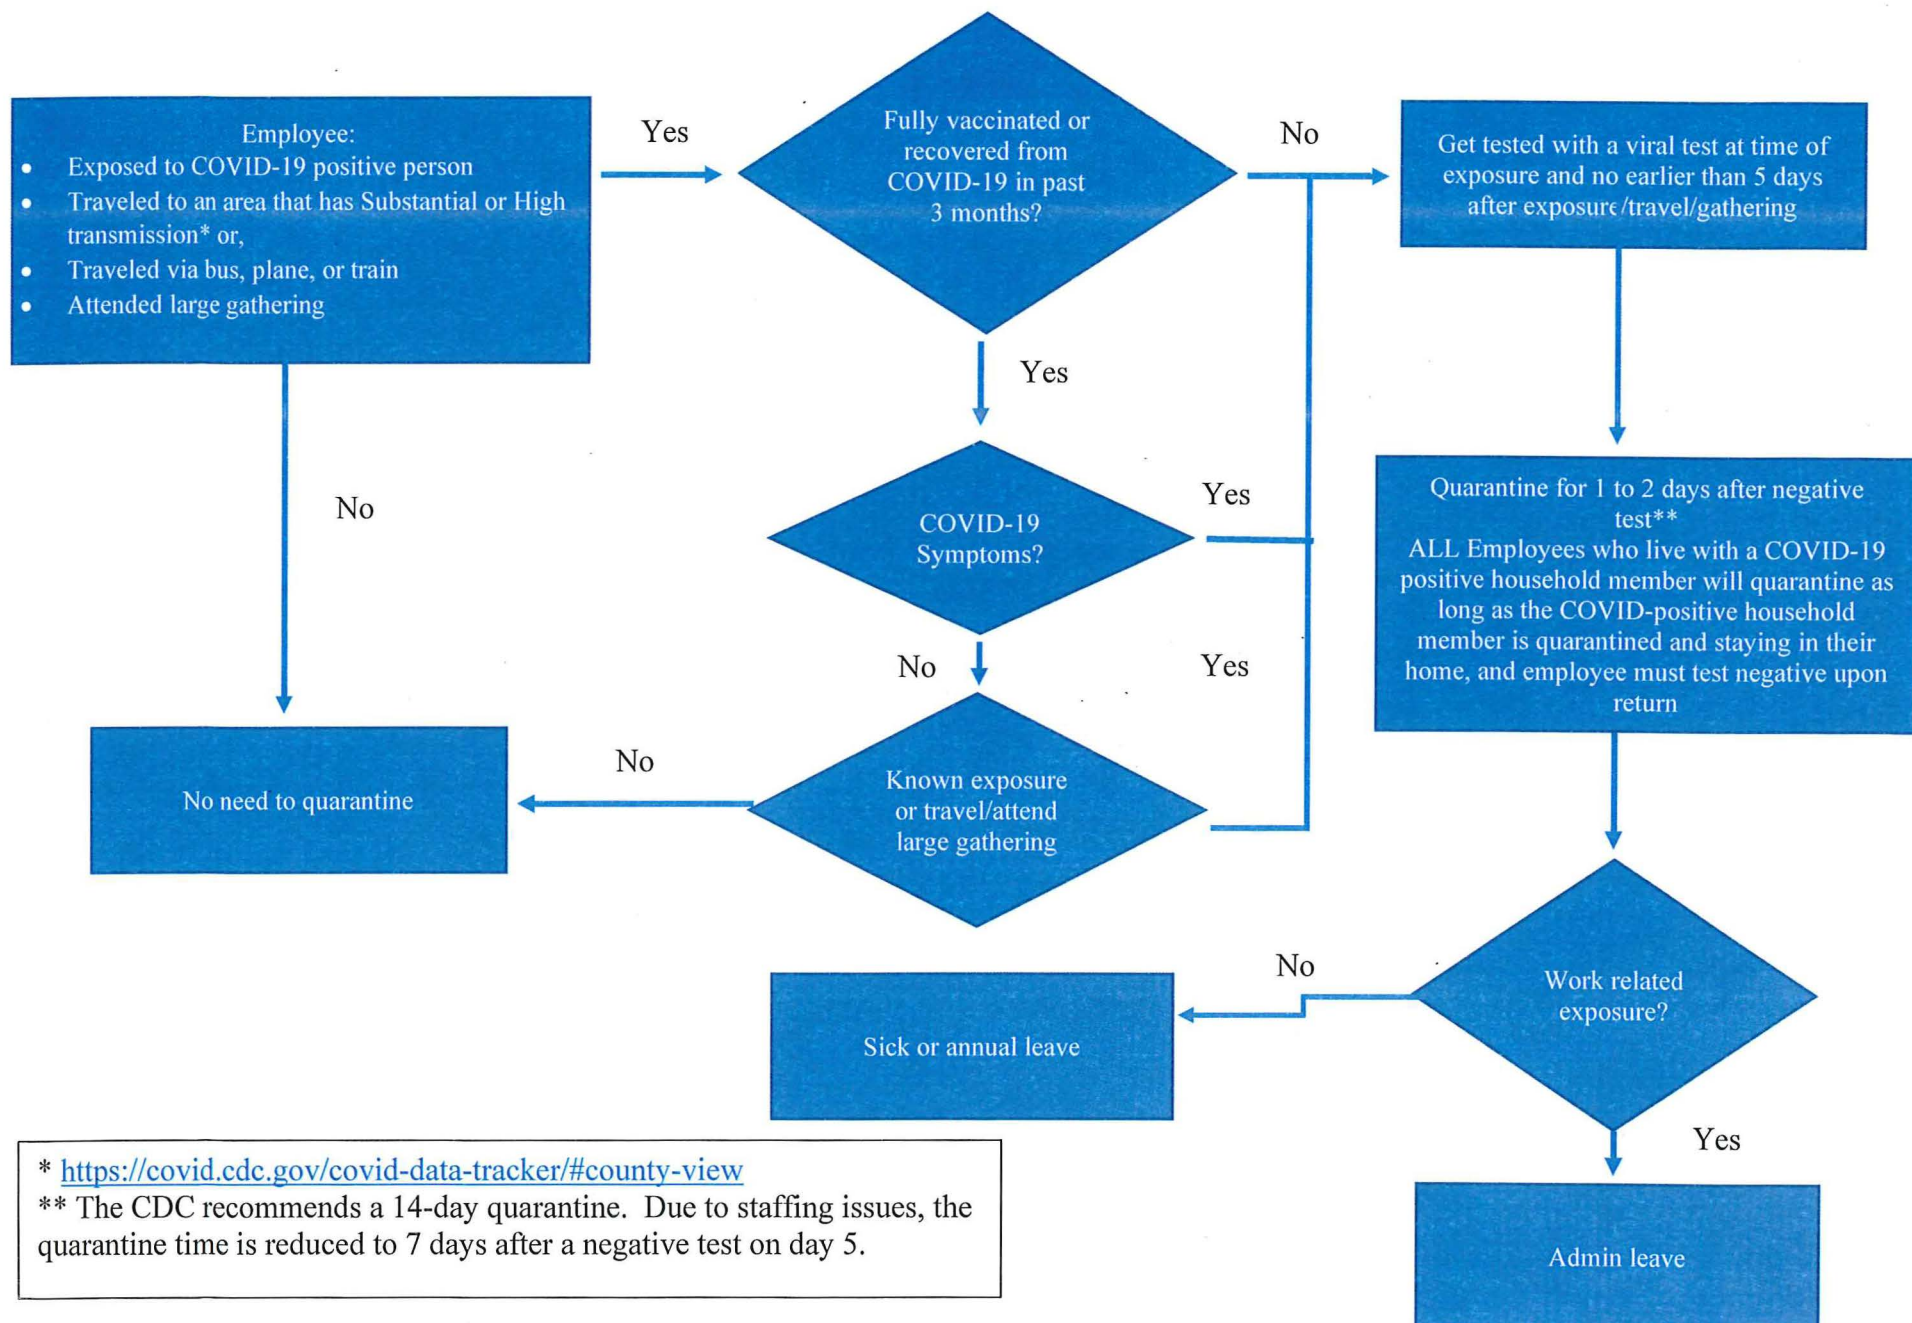 Employee:
• Exposed to COVID-19 positive person
• Traveled to an area that has Substantial or High
transmission* or,
• Traveled via bus, plane, or train
• Attended large gathering
Yes
Fully vaccinated or
recovered from
COVID-19 in past
3 months?
No
Get tested with a viral test at time of
exposure and no earlier than 5 days
after exposure/travel/gathering
Yes
No
COVID-19
Symptoms?
Yes
Quarantine for 1 to 2 days after negative
test**
ALL Employees who live with a COVID-19
positive household member will quarantine as
long as the COVID-positive household
member is quarantined and staying in their
home, and employee must test negative upon
return
No
Yes
No need to quarantine
No
Known exposure
or travel/attend
large gathering
No
Work related
exposure?
Sick or annual leave
Yes
Admin leave
* https://covid.cdc.gov/covid-data-tracker/#county-view
** The CDC recommends a 14-day quarantine.  Due to staffing issues, the
quarantine time is reduced to 7 days after a negative test on day 5.